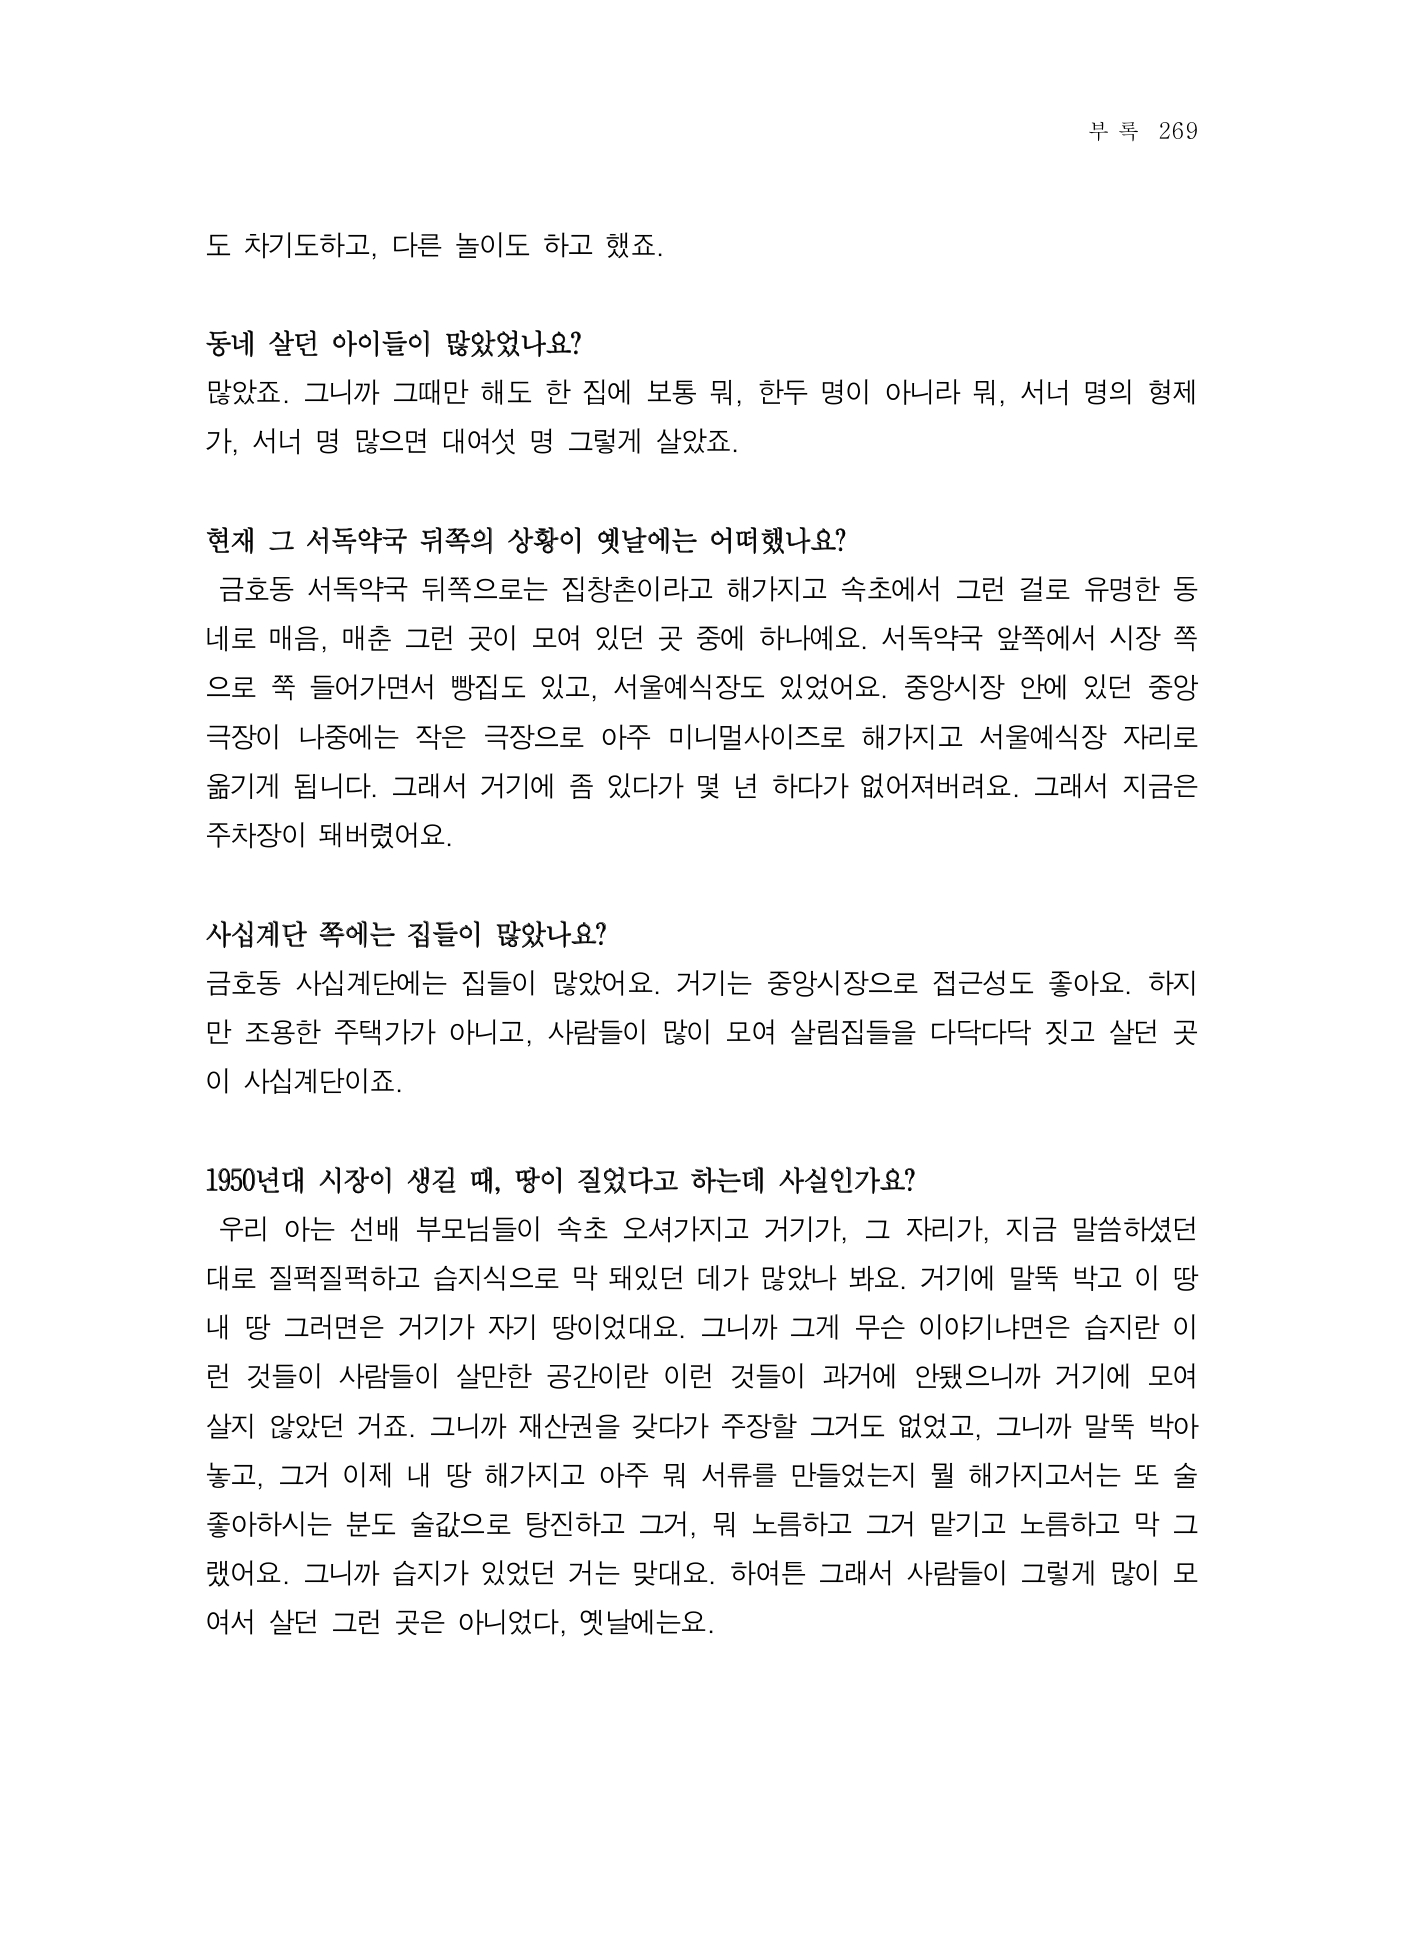 부 록 269
도 차기도하고, 다른 놀이도 하고 했죠.
동네 살던 아이들이 많았었나요?
많았죠. 그니까 그때만 해도 한 집에 보통 뭐, 한두 명이 아니라 뭐, 서너 명의 형제
가, 서너 명 많으면 대여섯 명 그렇게 살았죠.
현재 그 서독약국 뒤쪽의 상황이 옛날에는 어떠했나요?
금호동 서독약국 뒤쪽으로는 집창촌이라고 해가지고 속초에서 그런 걸로 유명한 동
네로 매음, 매춘 그런 곳이 모여 있던 곳 중에 하나예요. 서독약국 앞쪽에서 시장 쪽
으로 쭉 들어가면서 빵집도 있고, 서울예식장도 있었어요. 중앙시장 안에 있던 중앙
극장이 나중에는 작은 극장으로 아주 미니멀사이즈로 해가지고 서울예식장 자리로
옮기게 됩니다. 그래서 거기에 좀 있다가 몇 년 하다가 없어져버려요. 그래서 지금은
주차장이 돼버렸어요.
사십계단 쪽에는 집들이 많았나요?
금호동 사십계단에는 집들이 많았어요. 거기는 중앙시장으로 접근성도 좋아요. 하지
만 조용한 주택가가 아니고, 사람들이 많이 모여 살림집들을 다닥다닥 짓고 살던 곳
이 사십계단이죠.
1950년대 시장이 생길 때, 땅이 질었다고 하는데 사실인가요?
우리 아는 선배 부모님들이 속초 오셔가지고 거기가, 그 자리가, 지금 말씀하셨던
대로 질퍽질퍽하고 습지식으로 막 돼있던 데가 많았나 봐요. 거기에 말뚝 박고 이 땅
내 땅 그러면은 거기가 자기 땅이었대요. 그니까 그게 무슨 이야기냐면은 습지란 이
런 것들이 사람들이 살만한 공간이란 이런 것들이 과거에 안됐으니까 거기에 모여
살지 않았던 거죠. 그니까 재산권을 갖다가 주장할 그거도 없었고, 그니까 말뚝 박아
놓고, 그거 이제 내 땅 해가지고 아주 뭐 서류를 만들었는지 뭘 해가지고서는 또 술
좋아하시는 분도 술값으로 탕진하고 그거, 뭐 노름하고 그거 맡기고 노름하고 막 그
랬어요. 그니까 습지가 있었던 거는 맞대요. 하여튼 그래서 사람들이 그렇게 많이 모
여서 살던 그런 곳은 아니었다, 옛날에는요.